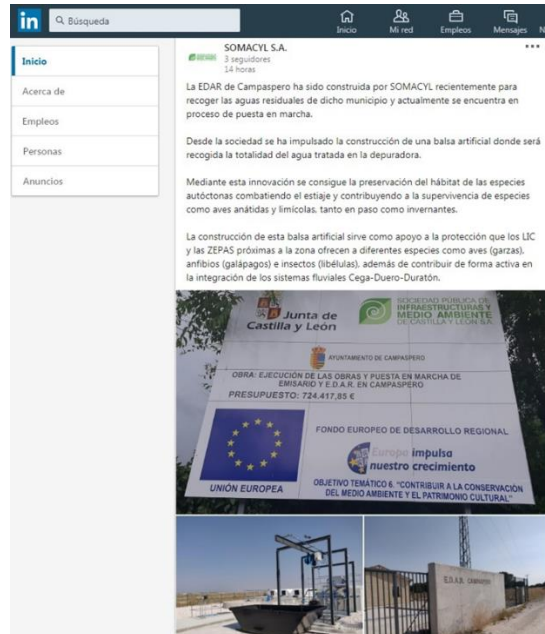 in
Búsqueda
Inicio
Mi red
Empleos
Mensajes
N
Inicio
Acerca de
Empleos
Personas
Anuncios
SOMACYL S.A.
3 seguidores
14 horas
La EDAR de Campaspero ha sido construida por SOMACYL recientemente para
recoger las aguas residuales de dicho municipio y actualmente se encuentra en
proceso de puesta en marcha.
Desde la sociedad se ha impulsado la construcción de una balsa artificial donde será
recogida la totalidad del agua tratada en la depuradora.
Mediante esta innovación se consigue la preservación del hábitat de las especies
autóctonas combatiendo el estiaje y contribuyendo a la supervivencia de especies
como aves anátidas y limícolas, tanto en paso como invernantes.
La construcción de esta balsa artificial sirve como apoyo a la protección que los LIC
y las ZEPAS próximas a la zona ofrecen a diferentes especies como aves (garzas),
anfibios (galápagos) e insectos (libélulas), además de contribuir de forma activa en
la integración de los sistemas fluviales Cega-Duero-Duratón.
Junta de
Castilla y León
SOCIEDAD PÚBLICA DE
INFRAESTRUCTURAS Y
MEDIO AMBIENTE
DE CASTILLA Y LEÓN S.A.
AYUNTAMIENTO DE CAMPASPERO
OBRA: EJECUCIÓN DE LAS OBRAS Y PUESTA EN MARCHA DE
EMISARIO Y E.D.A.R. EN CAMPASPERO
PRESUPUESTO: 724.417,85 €
FONDO EUROPEO DE DESARROLLO REGIONAL
Europa impulsa
nuestro crecimiento
UNIÓN EUROPEA
OBJETIVO TEMÁTICO 6. "CONTRIBUIR A LA CONSERVACIÓN
DEL MEDIO AMBIENTE Y EL PATRIMONIO CULTURAL"
E.D.A.R. CAMPASPERO